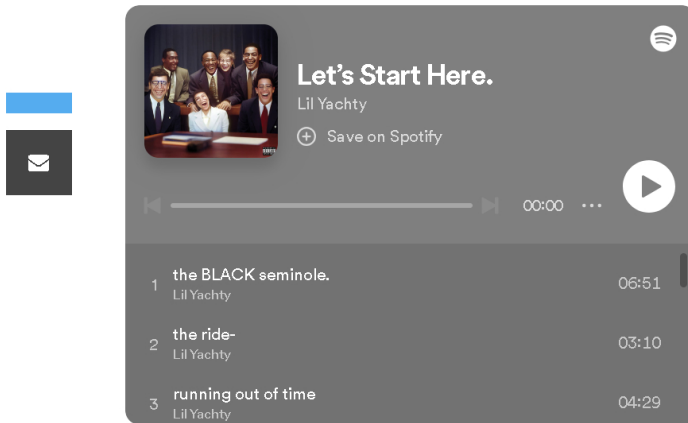 Let's Start Here.
Lil Yachty
Save on Spotify
00:00
1
the BLACK seminole.
Lil Yachty
06:51
2
the ride-
Lil Yachty
03:10
3
running out of time
Lil Yachty
04:29